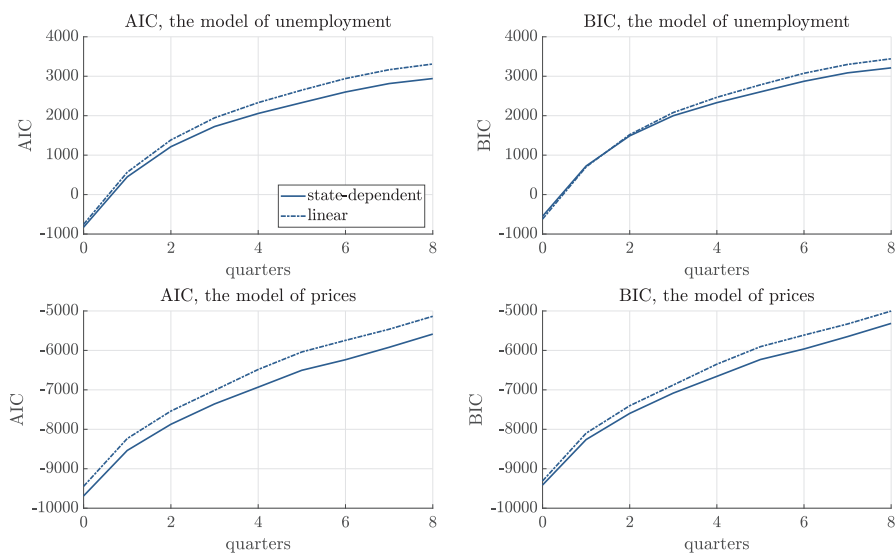 AIC, the model of unemployment
4000
3000
2000
1000
0
-1000
AIC
state-dependent
linear
0 2 4 6 8
quarters
BIC, the model of unemployment
4000
3000
2000
1000
0
-1000
BIC
0 2 4 6 8
quarters
AIC, the model of prices
-5000
-6000
-7000
-8000
-9000
-10000
AIC
0 2 4 6 8
quarters
BIC, the model of prices
-5000
-6000
-7000
-8000
-9000
-10000
BIC
0 2 4 6 8
quarters